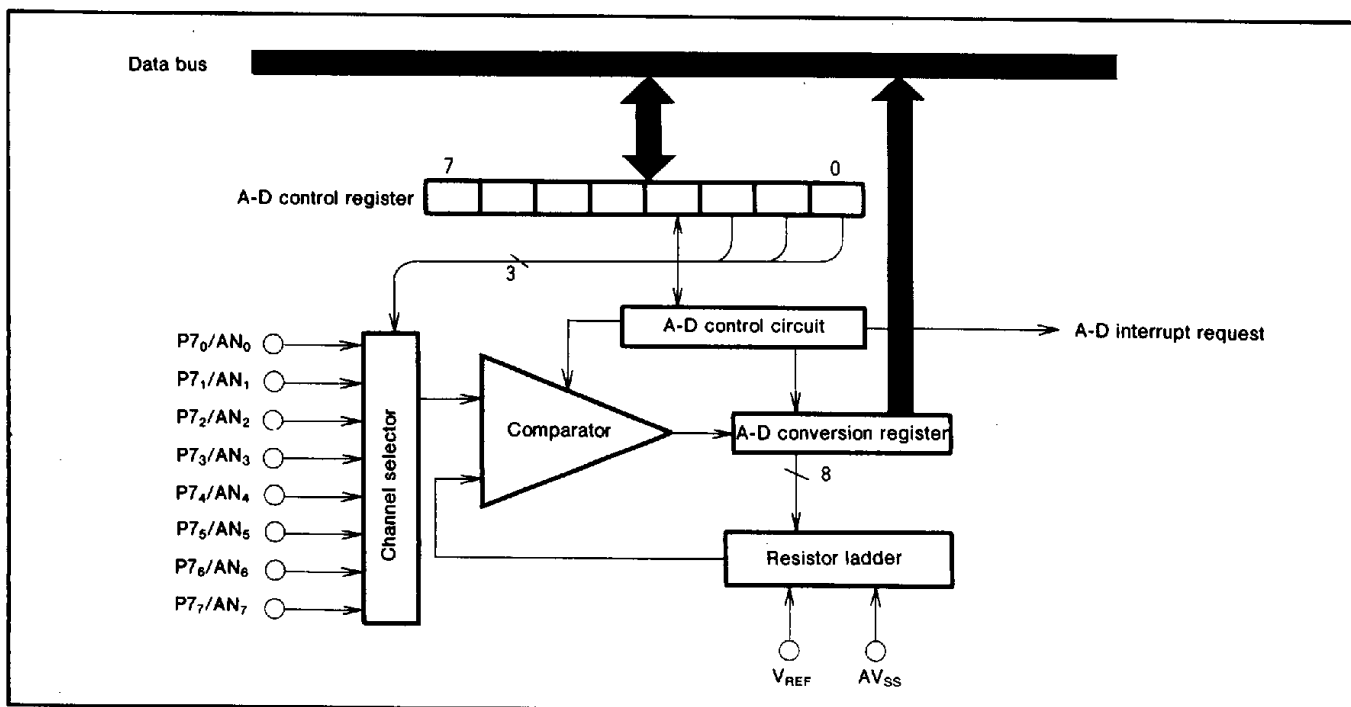 Data bus
7
0
A-D control register
3
A-D control circuit
A-D interrupt request
P7₀/AN₀
P7₁/AN₁
P7₂/AN₂
P7₃/AN₃
P7₄/AN₄
P7₅/AN₅
P7₆/AN₆
P7₇/AN₇
Channel selector
Comparator
A-D conversion register
8
Resistor ladder
V_REF
AV_SS